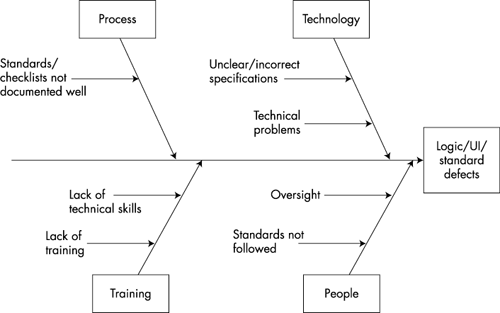 Process
Technology
Standards/
checklists not
documented well
Unclear/incorrect
specifications
Technical
problems
Logic/UI/
standard
defects
Lack of
technical skills
Oversight
Lack of
training
Standards not
followed
Training
People